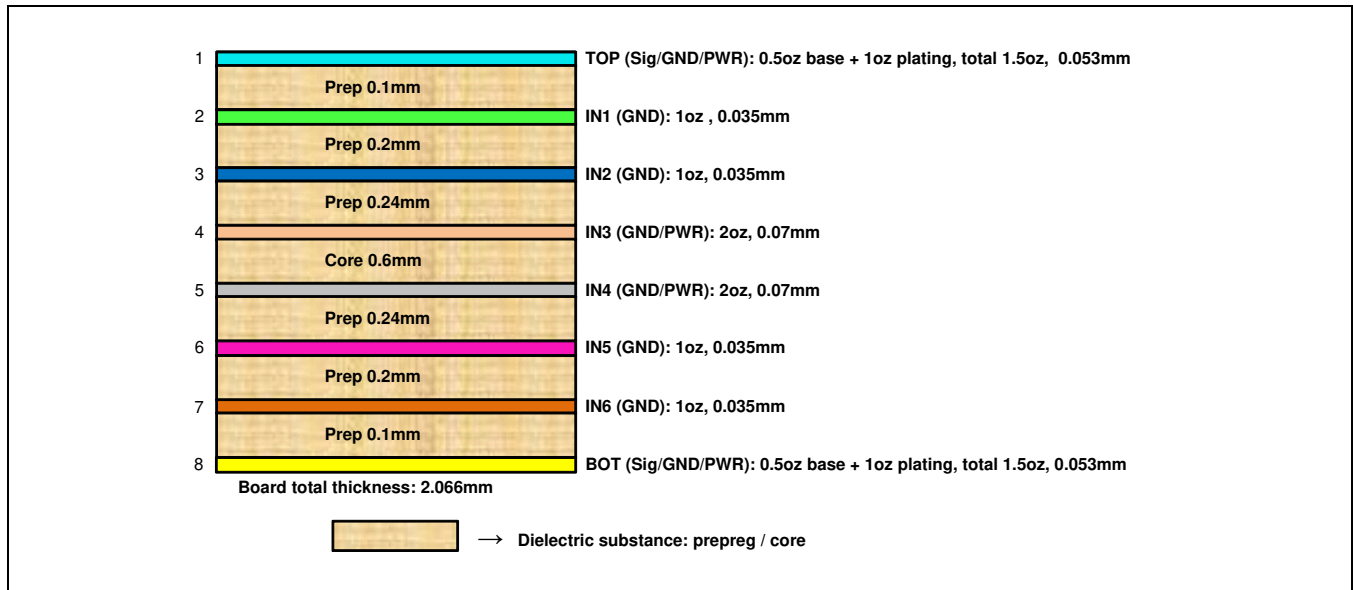 1 TOP (Sig/GND/PWR): 0.5oz base + 1oz plating, total 1.5oz, 0.053mm
Prep 0.1mm
2 IN1 (GND): 1oz , 0.035mm
Prep 0.2mm
3 IN2 (GND): 1oz, 0.035mm
Prep 0.24mm
4 IN3 (GND/PWR): 2oz, 0.07mm
Core 0.6mm
5 IN4 (GND/PWR): 2oz, 0.07mm
Prep 0.24mm
6 IN5 (GND): 1oz, 0.035mm
Prep 0.2mm
7 IN6 (GND): 1oz, 0.035mm
Prep 0.1mm
8 BOT (Sig/GND/PWR): 0.5oz base + 1oz plating, total 1.5oz, 0.053mm
Board total thickness: 2.066mm
→ Dielectric substance: prepreg / core